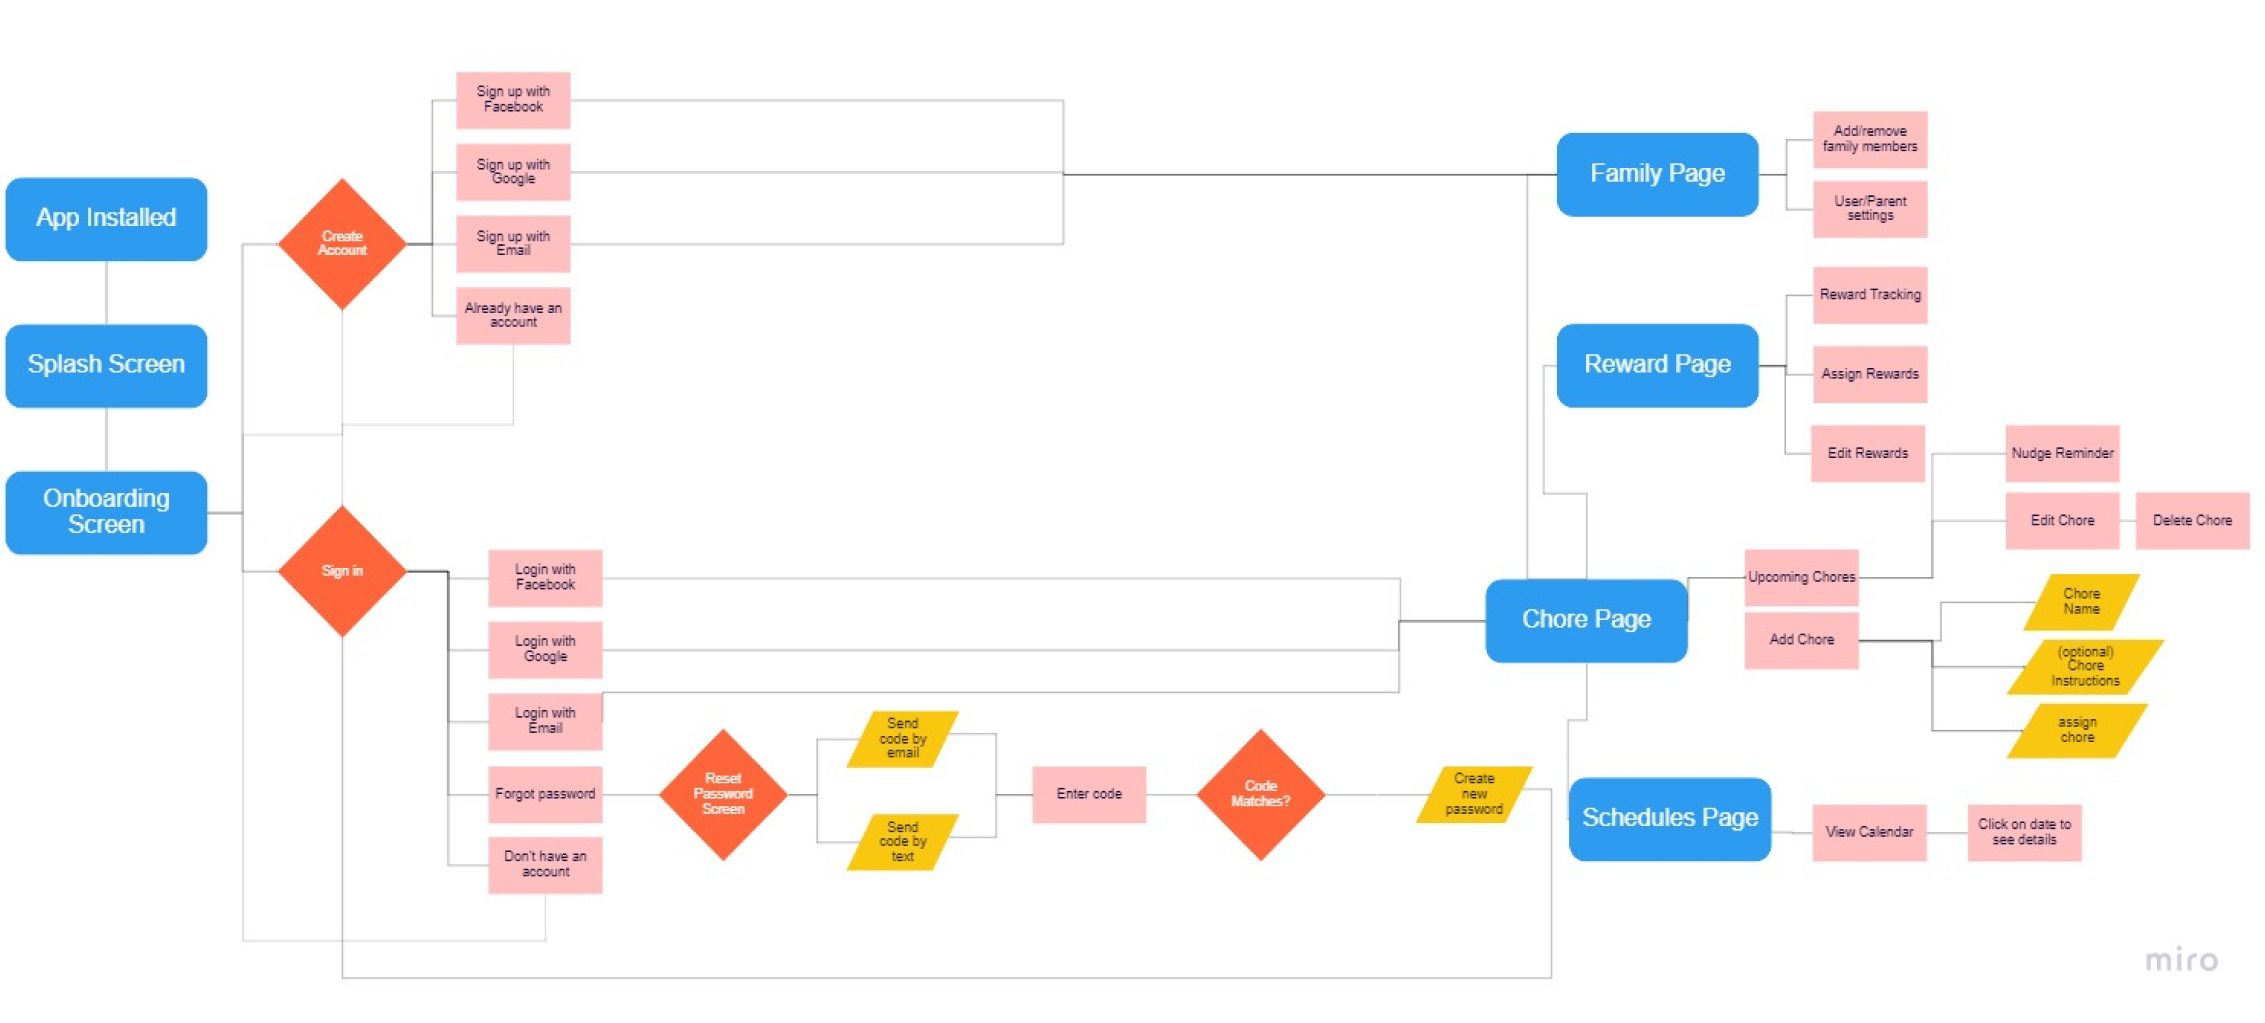 App Installed
Splash Screen
Onboarding
Screen
Create
Account
Sign up with
Facebook
Sign up with
Google
Sign up with
Email
Already have an
account
Sign in
Login with
Facebook
Login with
Google
Login with
Email
Forgot password
Don't have an
account
Reset
Password
Screen
Send
code by
email
Send
code by
text
Enter code
Code
Matches?
Create
new
password
Family Page
Add/remove
family members
User/Parent
settings
Reward Page
Reward Tracking
Assign Rewards
Edit Rewards
Chore Page
Upcoming Chores
Nudge Reminder
Edit Chore
Delete Chore
Add Chore
Chore
Name
(optional)
Chore
Instructions
assign
chore
Schedules Page
View Calendar
Click on date to
see details
miro